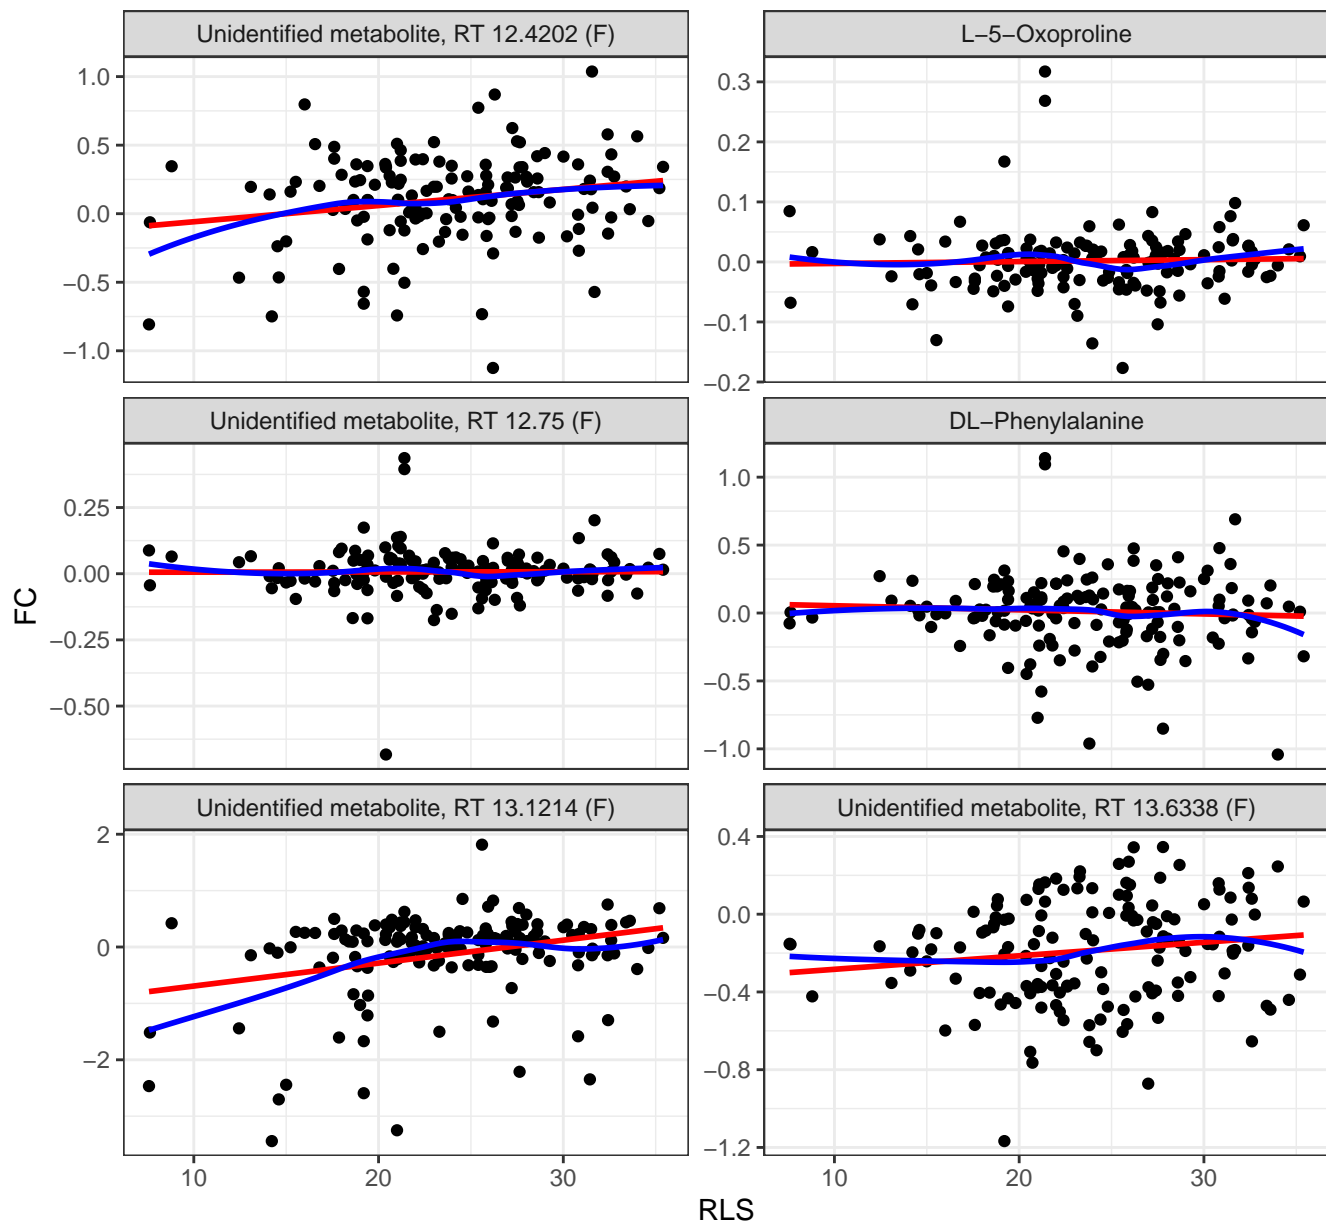 Unidentified metabolite, RT 12.4202 (F)
L−5−Oxoproline
1.0
0.5
0.0
−0.5
−1.0
0.3
0.2
0.1
0.0
−0.1
−0.2
Unidentified metabolite, RT 12.75 (F)
DL−Phenylalanine
0.25
0.00
−0.25
−0.50
1.0
0.5
0.0
−0.5
−1.0
Unidentified metabolite, RT 13.1214 (F)
Unidentified metabolite, RT 13.6338 (F)
2
0
−2
0.4
0.0
−0.4
−0.8
−1.2
10 20 30
10 20 30
RLS
FC